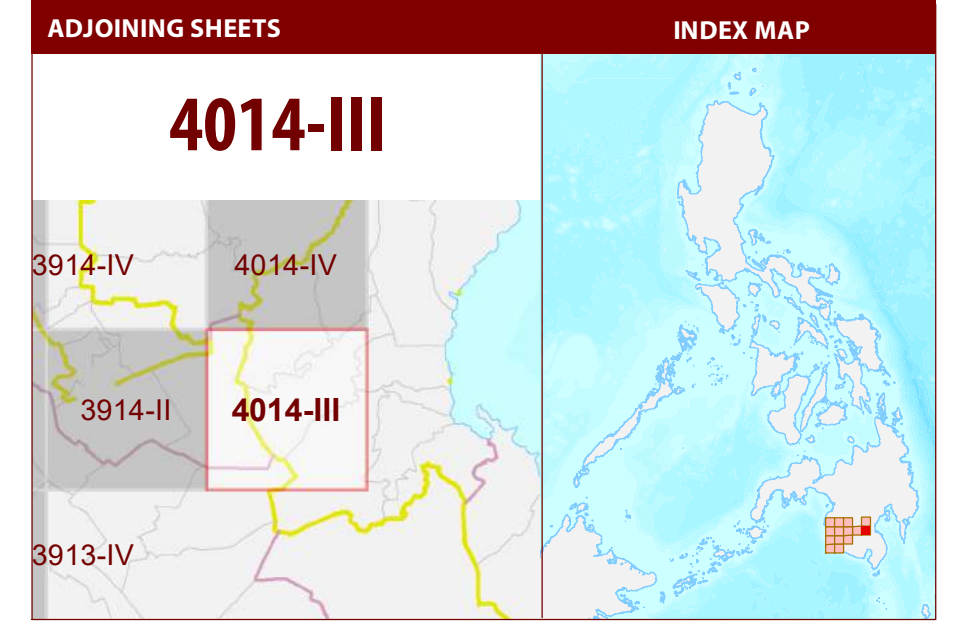 ADJOINING SHEETS
INDEX MAP
4014-III
3914-IV
4014-IV
3914-II
4014-III
3913-IV